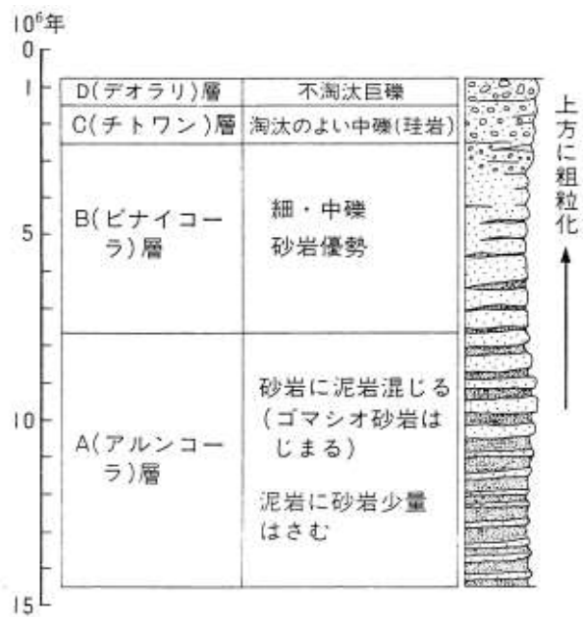 10⁶年
0
1
5
10
15
D(デオラリ)層
不淘汰巨礫
C(チトワン)層
淘汰のよい中礫(珪岩)
B(ビナイコー
ラ)層
細・中礫
砂岩優勢
A(アルンコー
ラ)層
砂岩に泥岩混じる
(ゴマシオ砂岩は
じまる)
泥岩に砂岩少量
はさむ
上方に粗粒化